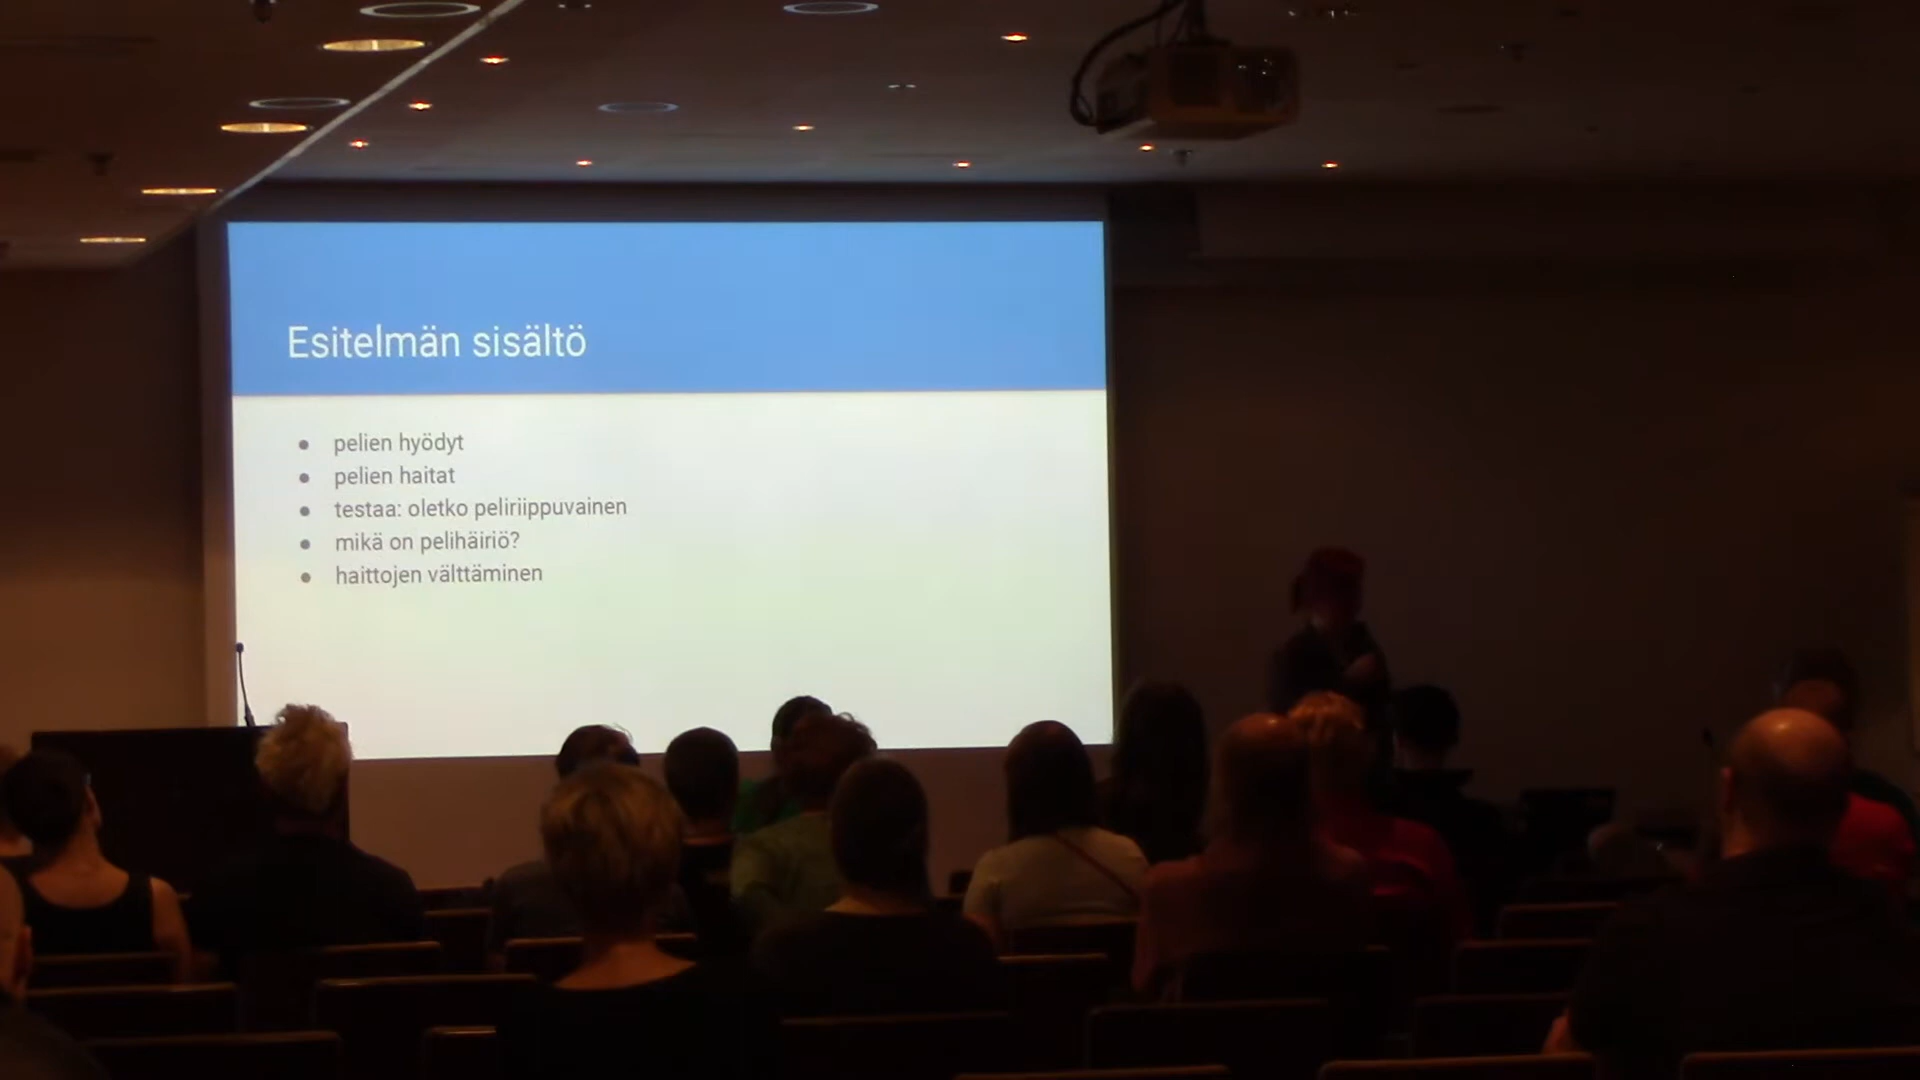 Esitelmän sisältö
● pelien hyödyt
● pelien haitat
● testaa: oletko peliriippuvainen
● mikä on pelihäiriö?
● haittojen välttäminen